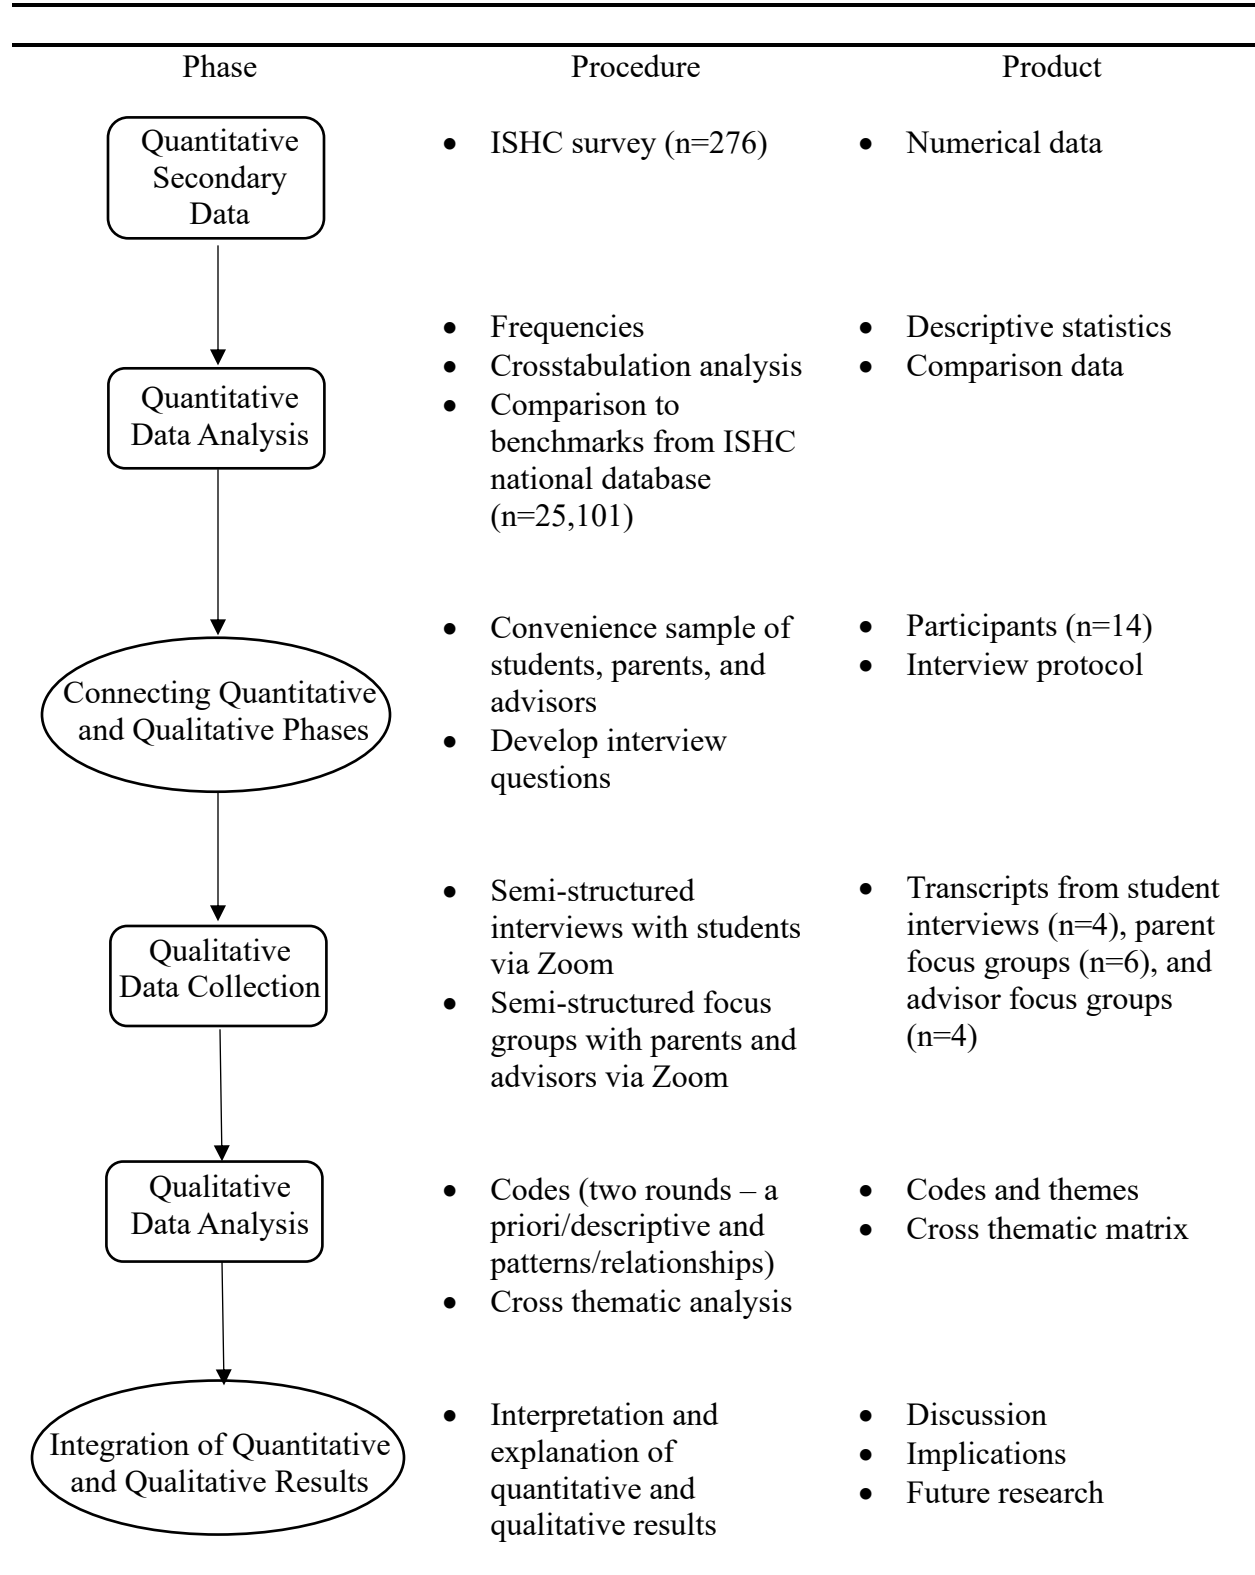 Phase
Procedure
Product
Quantitative
Secondary
Data
• ISHC survey (n=276)
• Numerical data
Quantitative
Data Analysis
• Frequencies
• Crosstabulation analysis
• Comparison to
benchmarks from ISHC
national database
(n=25,101)
• Descriptive statistics
• Comparison data
Connecting Quantitative
and Qualitative Phases
• Convenience sample of
students, parents, and
advisors
• Develop interview
questions
• Participants (n=14)
• Interview protocol
Qualitative
Data Collection
• Semi-structured
interviews with students
via Zoom
• Semi-structured focus
groups with parents and
advisors via Zoom
• Transcripts from student
interviews (n=4), parent
focus groups (n=6), and
advisor focus groups
(n=4)
Qualitative
Data Analysis
• Codes (two rounds – a
priori/descriptive and
patterns/relationships)
• Cross thematic analysis
• Codes and themes
• Cross thematic matrix
Integration of Quantitative
and Qualitative Results
• Interpretation and
explanation of
quantitative and
qualitative results
• Discussion
• Implications
• Future research